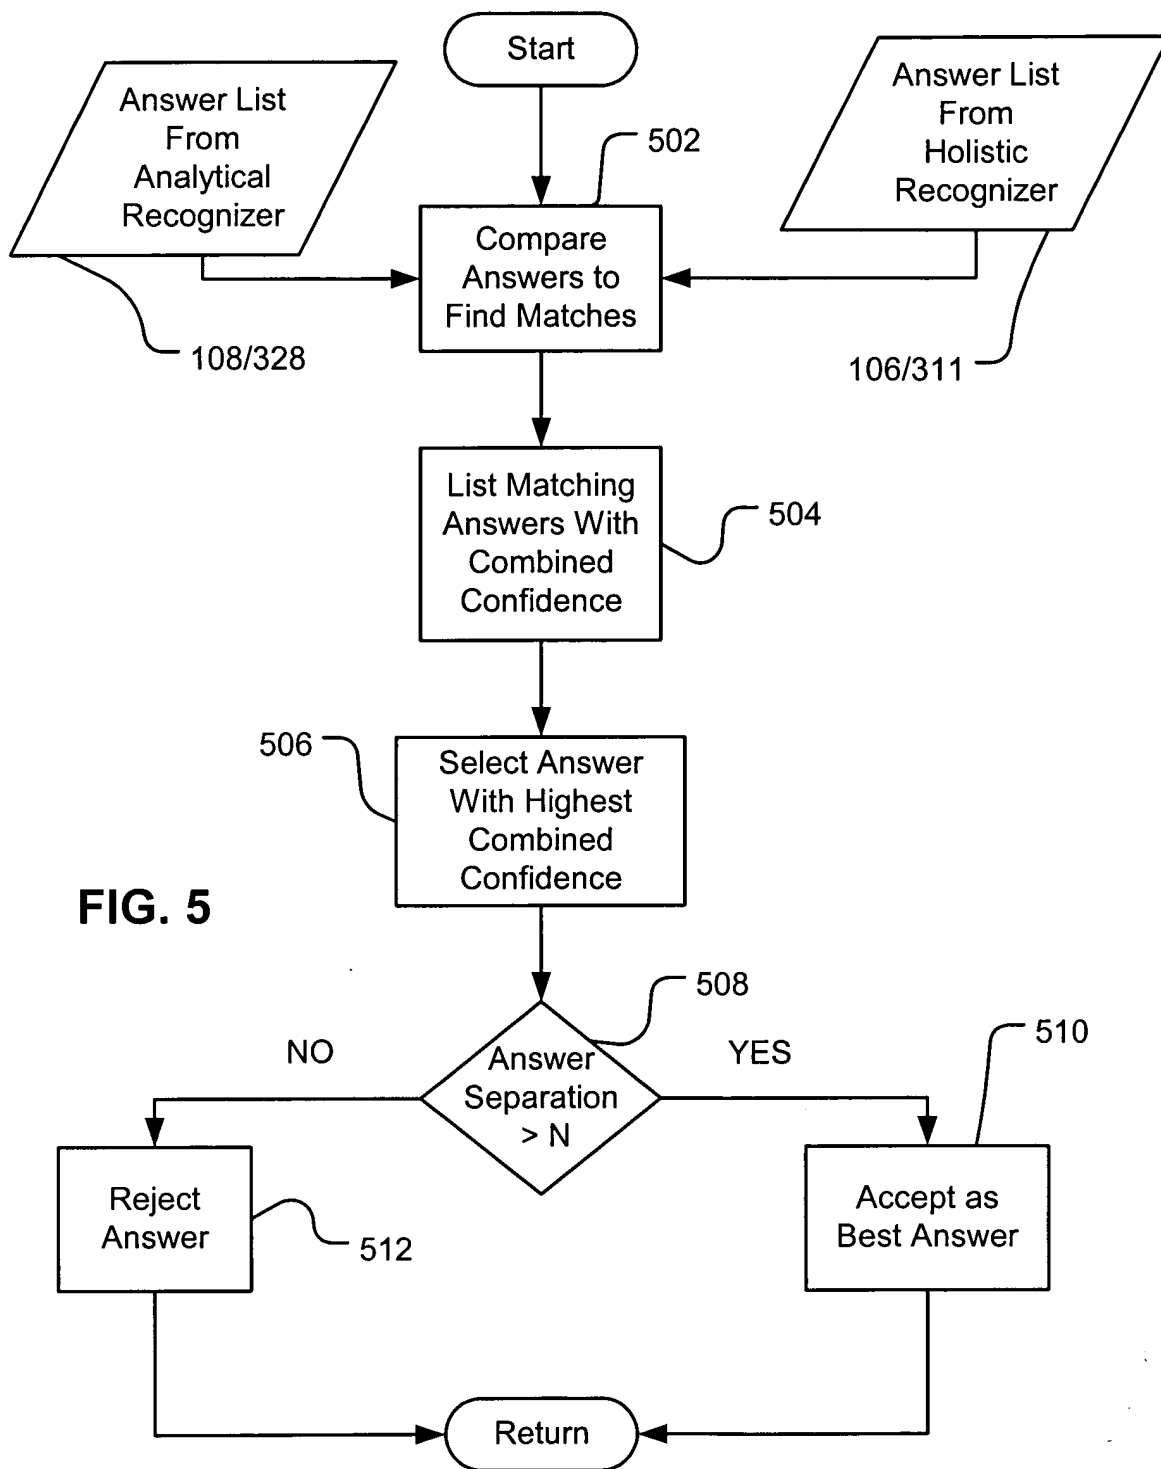 Start
Answer List
From
Analytical
Recognizer
Answer List
From
Holistic
Recognizer
502
Compare
Answers to
Find Matches
108/328
106/311
List Matching
Answers With
Combined
Confidence
504
506
Select Answer
With Highest
Combined
Confidence
FIG. 5
508
NO
Answer
Separation
> N
YES
510
Reject
Answer
512
Accept as
Best Answer
Return